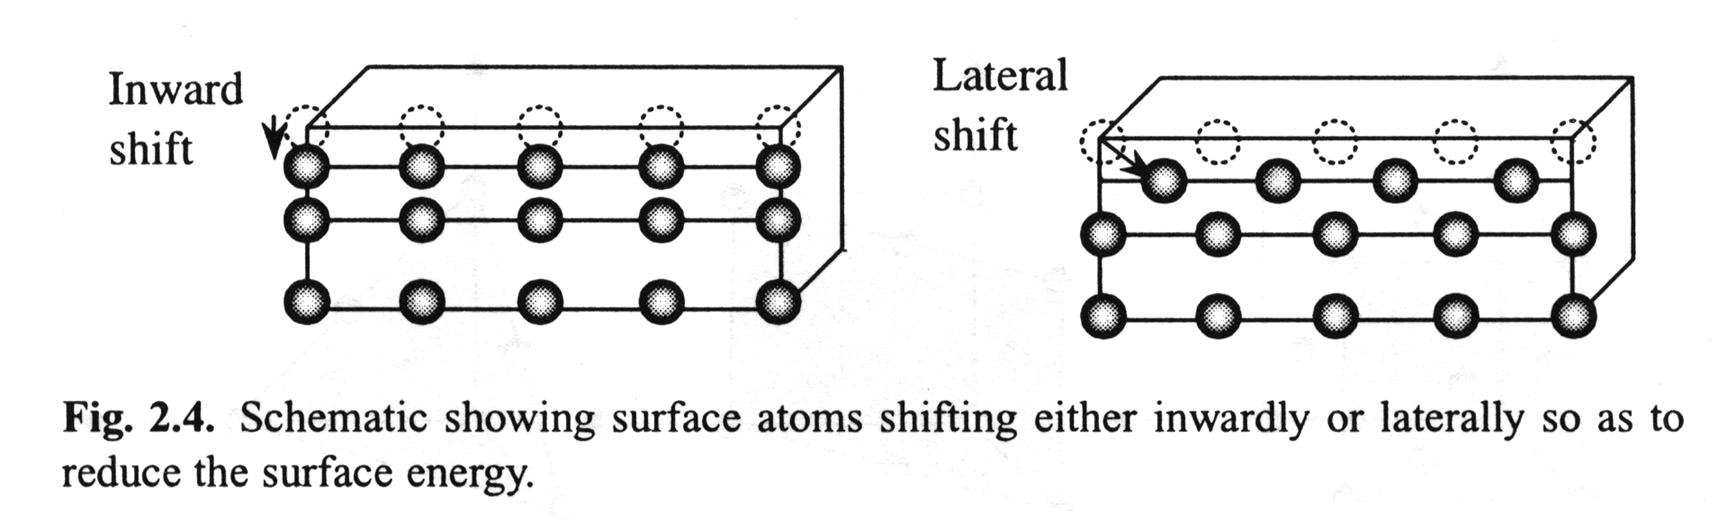 Inward
shift
Lateral
shift
Fig. 2.4. Schematic showing surface atoms shifting either inwardly or laterally so as to
reduce the surface energy.